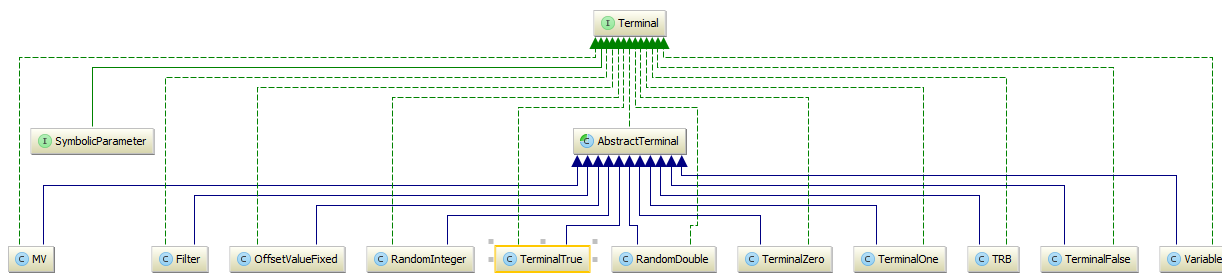 I Terminal
I SymbolicParameter
C AbstractTerminal
C MV
C Filter
C OffsetValueFixed
C RandomInteger
C TerminalTrue
C RandomDouble
C TerminalZero
C TerminalOne
C TRB
C TerminalFalse
C Variable